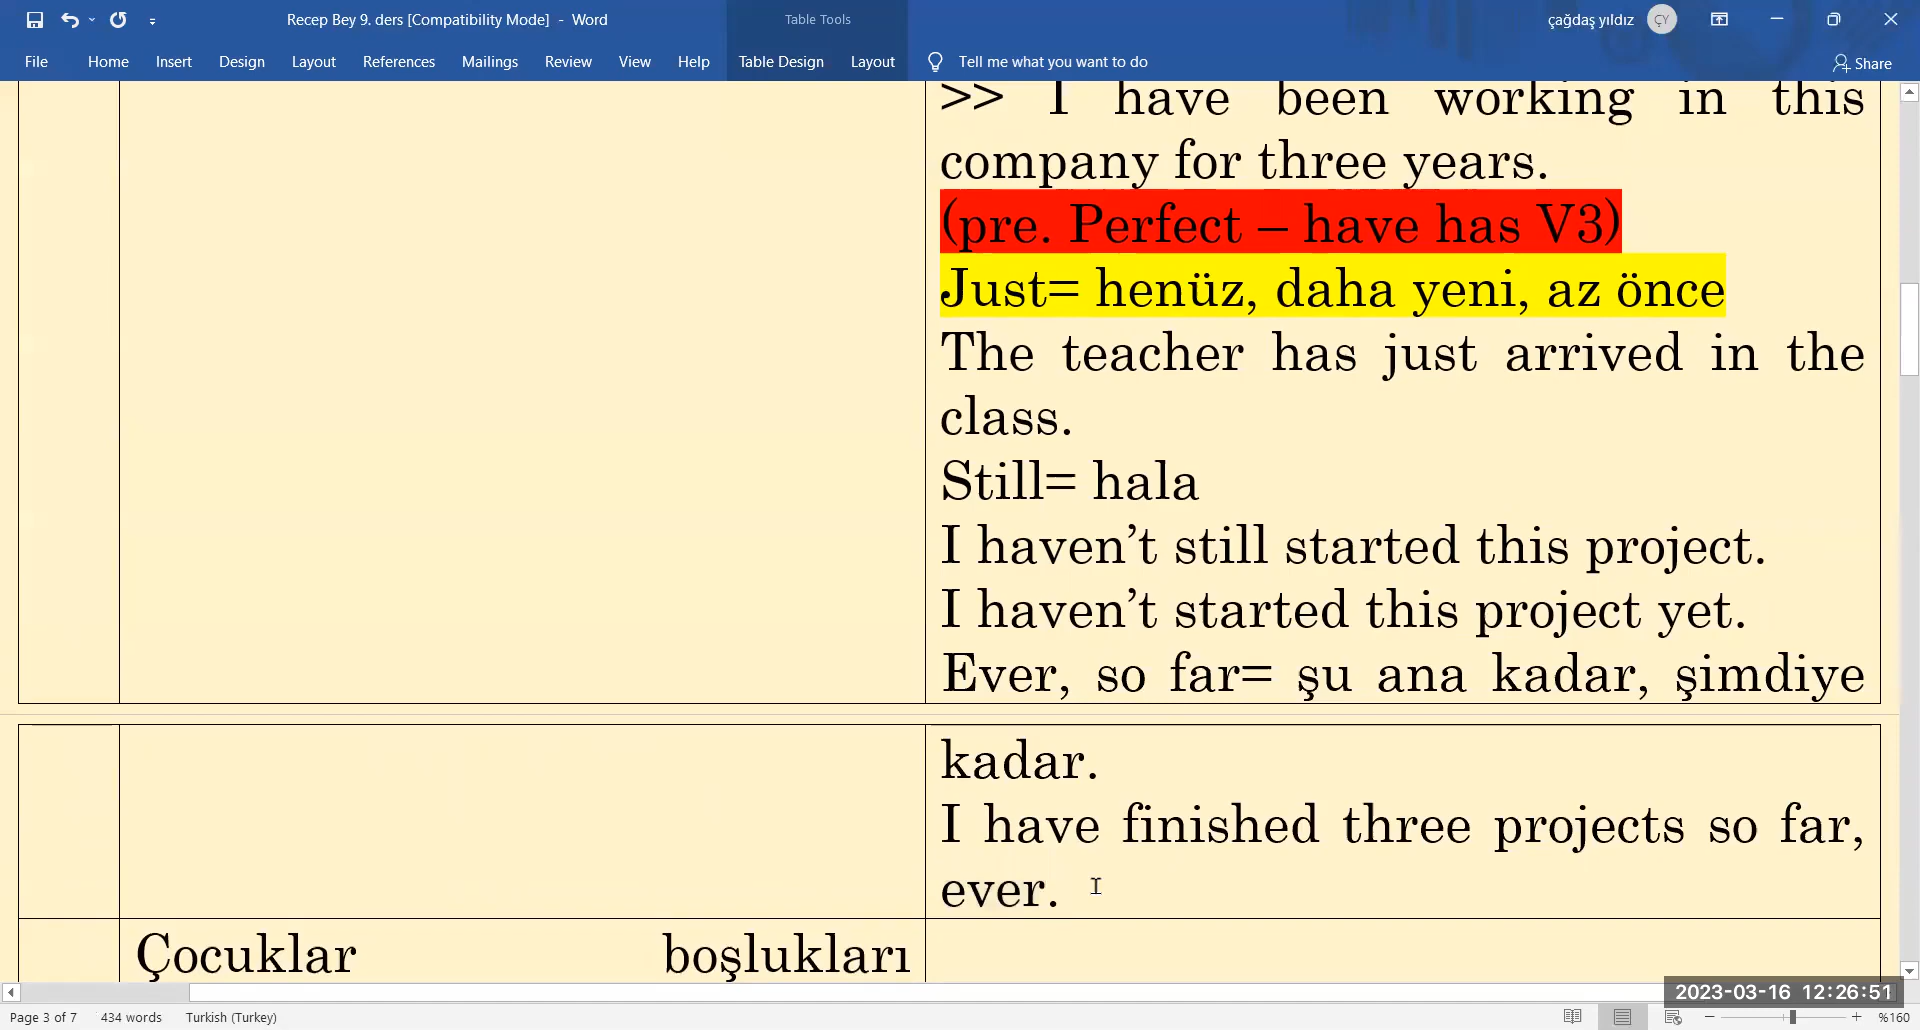 Recep Bey 9. ders [Compatibility Mode] - Word
Table Tools
çağdaş yıldız
ÇY
File Home Insert Design Layout References Mailings Review View Help Table Design Layout Tell me what you want to do
Share
>> I have been working in this
company for three years.
(pre. Perfect – have has V3)
Just= henüz, daha yeni, az önce
The teacher has just arrived in the
class.
Still= hala
I haven’t still started this project.
I haven’t started this project yet.
Ever, so far= şu ana kadar, şimdiye
kadar.
I have finished three projects so far,
ever.
Çocuklar boşlukları
2023-03-16 12:26:51
Page 3 of 7 434 words Turkish (Turkey)
%160